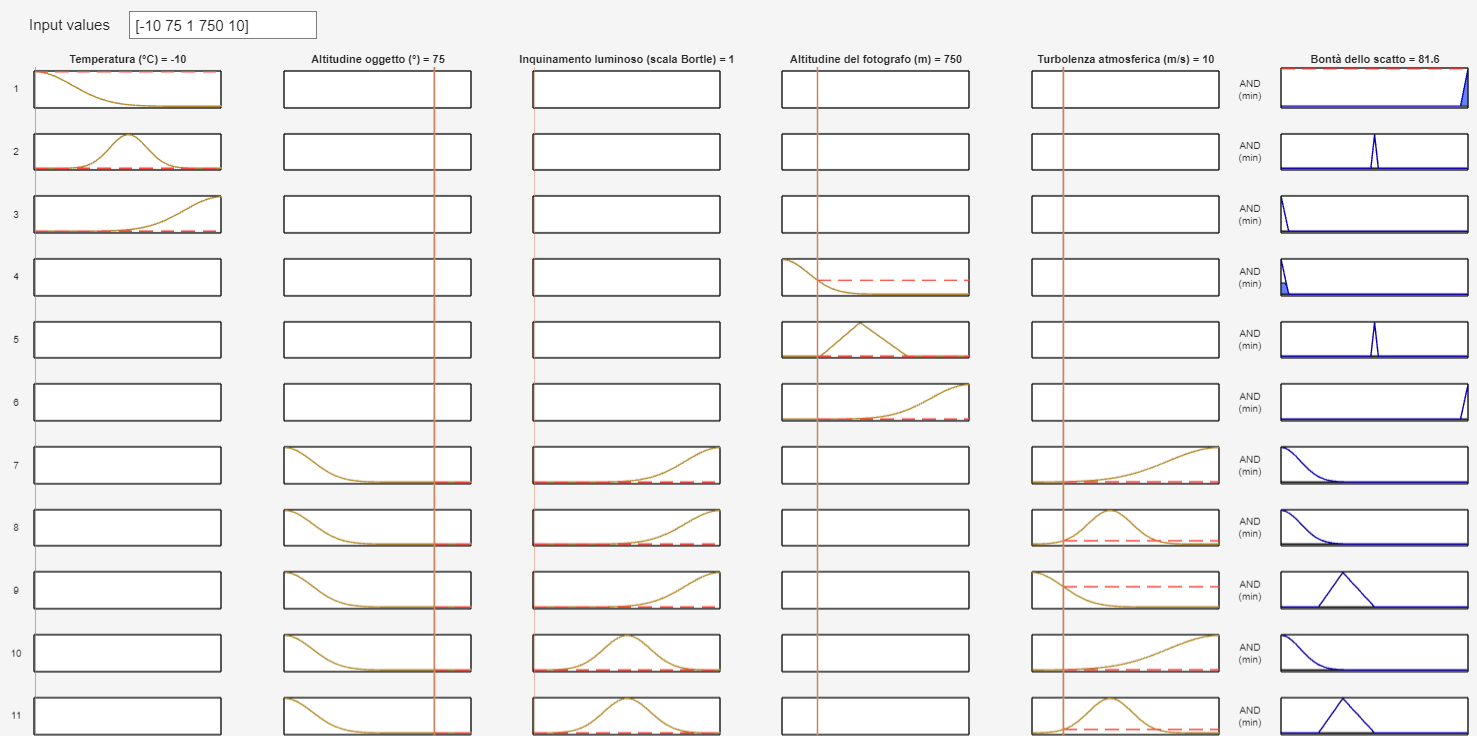 Input values [-10 75 1 750 10]
Temperatura (°C) = -10 Altitudine oggetto (°) = 75 Inquinamento luminoso (scala Bortle) = 1 Altitudine del fotografo (m) = 750 Turbolenza atmosferica (m/s) = 10 Bontà dello scatto = 81.6
1 AND
(min)
2 AND
(min)
3 AND
(min)
4 AND
(min)
5 AND
(min)
6 AND
(min)
7 AND
(min)
8 AND
(min)
9 AND
(min)
10 AND
(min)
11 AND
(min)